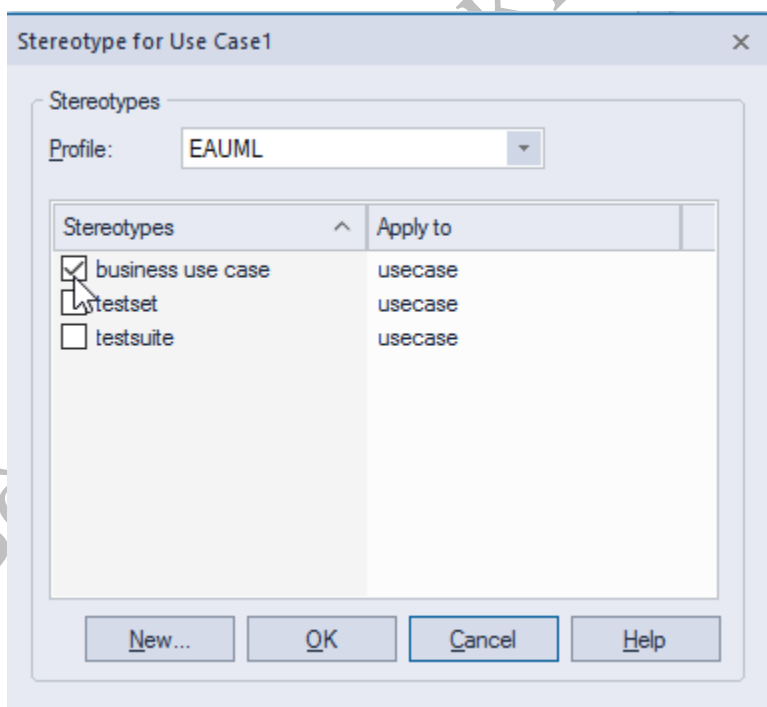 Stereotype for Use Case1
Stereotypes
Profile: EAUML
Stereotypes Apply to
business use case usecase
testset usecase
testsuite usecase
New... OK Cancel Help